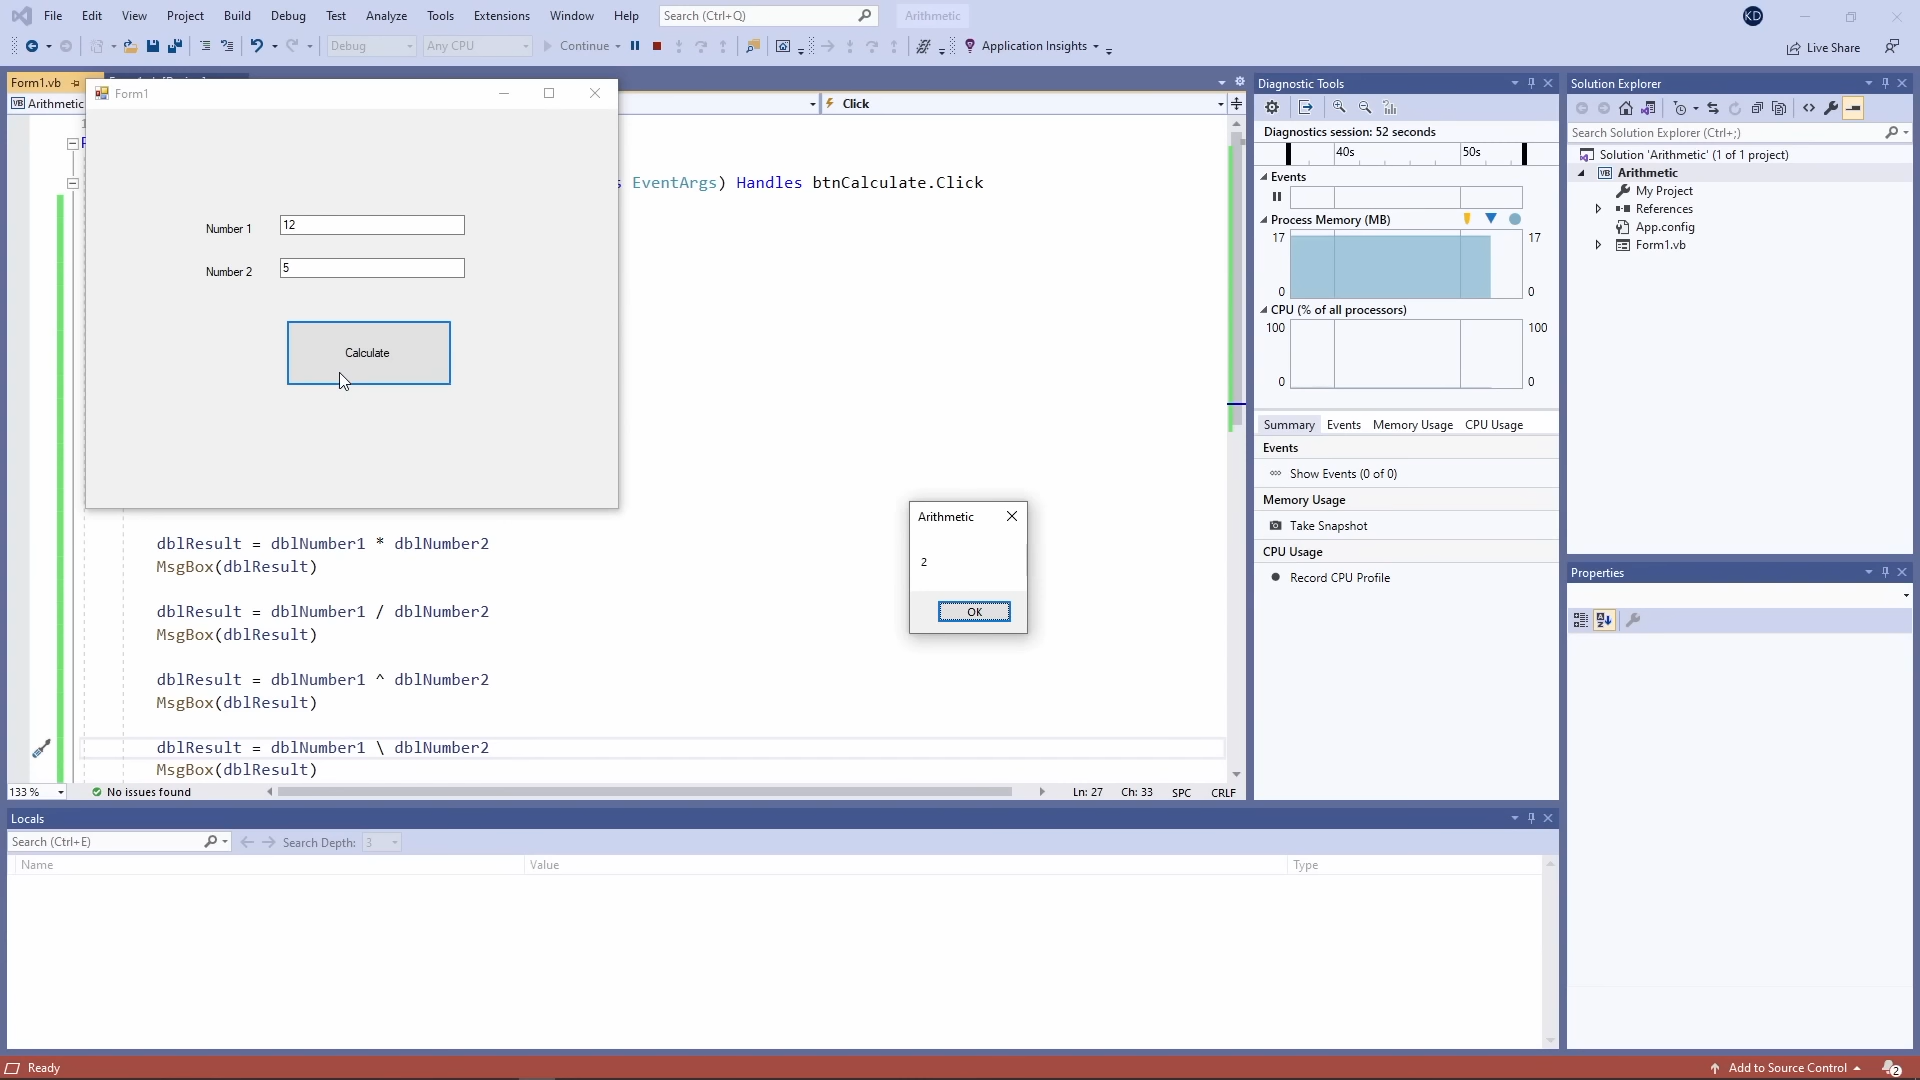 File Edit View Project Build Debug Test Analyze Tools Extensions Window Help Search (Ctrl+Q) Arithmetic KD
Debug Any CPU Continue Application Insights Live Share
Form1.vb
Arithmetic Click
Form1
EventArgs) Handles btnCalculate.Click
Number 1 12
Number 2 5
Calculate
dblResult = dblNumber1 * dblNumber2
MsgBox(dblResult)
dblResult = dblNumber1 / dblNumber2
MsgBox(dblResult)
dblResult = dblNumber1 ^ dblNumber2
MsgBox(dblResult)
dblResult = dblNumber1 \ dblNumber2
MsgBox(dblResult)
Arithmetic
2
OK
133 % No issues found Ln: 27 Ch: 33 SPC CRLF
Diagnostic Tools
Diagnostics session: 52 seconds
40s 50s
Events
Process Memory (MB)
17 17
0 0
CPU (% of all processors)
100 100
0 0
Summary Events Memory Usage CPU Usage
Events
Show Events (0 of 0)
Memory Usage
Take Snapshot
CPU Usage
Record CPU Profile
Solution Explorer
Search Solution Explorer (Ctrl+;)
Solution 'Arithmetic' (1 of 1 project)
VB Arithmetic
My Project
References
App.config
Form1.vb
Properties
Locals
Search (Ctrl+E) Search Depth: 3
Name Value Type
Ready Add to Source Control 2